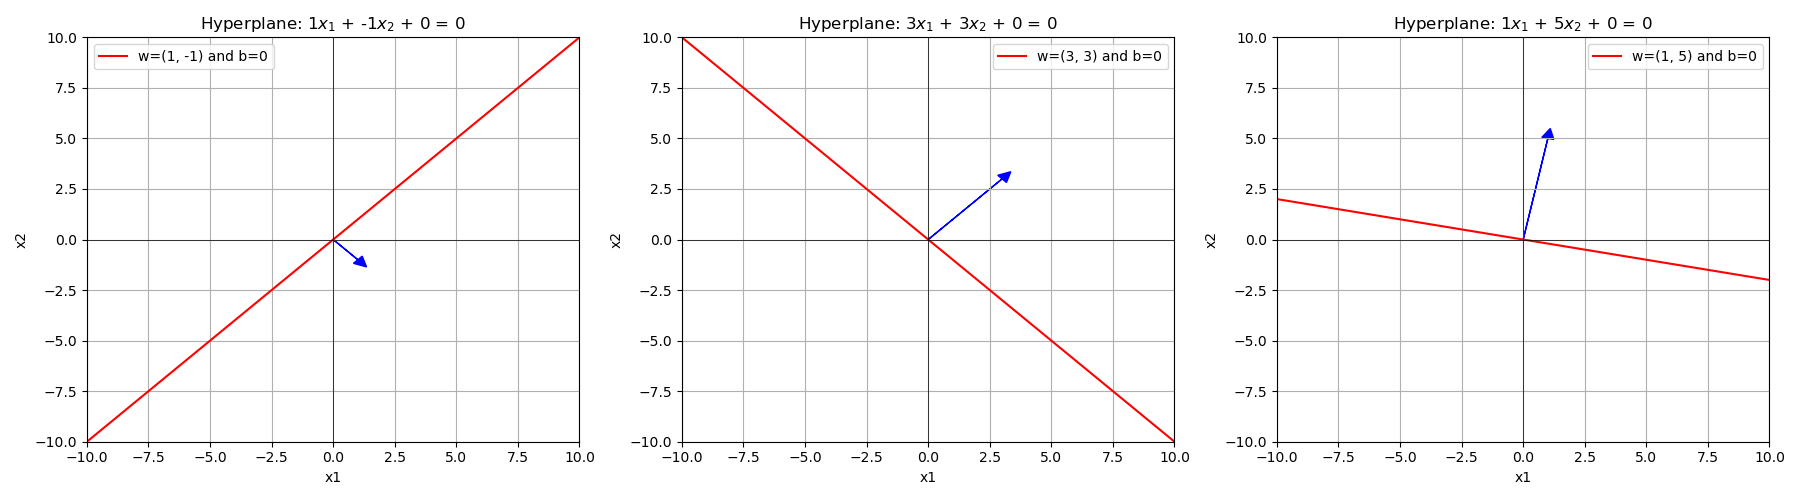 Hyperplane: 1x₁ + -1x₂ + 0 = 0
w=(1, -1) and b=0
10.0
7.5
5.0
2.5
0.0
−2.5
−5.0
−7.5
−10.0
x2
−10.0 −7.5 −5.0 −2.5 0.0 2.5 5.0 7.5 10.0
x1
Hyperplane: 3x₁ + 3x₂ + 0 = 0
w=(3, 3) and b=0
10.0
7.5
5.0
2.5
0.0
−2.5
−5.0
−7.5
−10.0
x2
−10.0 −7.5 −5.0 −2.5 0.0 2.5 5.0 7.5 10.0
x1
Hyperplane: 1x₁ + 5x₂ + 0 = 0
w=(1, 5) and b=0
10.0
7.5
5.0
2.5
0.0
−2.5
−5.0
−7.5
−10.0
x2
−10.0 −7.5 −5.0 −2.5 0.0 2.5 5.0 7.5 10.0
x1